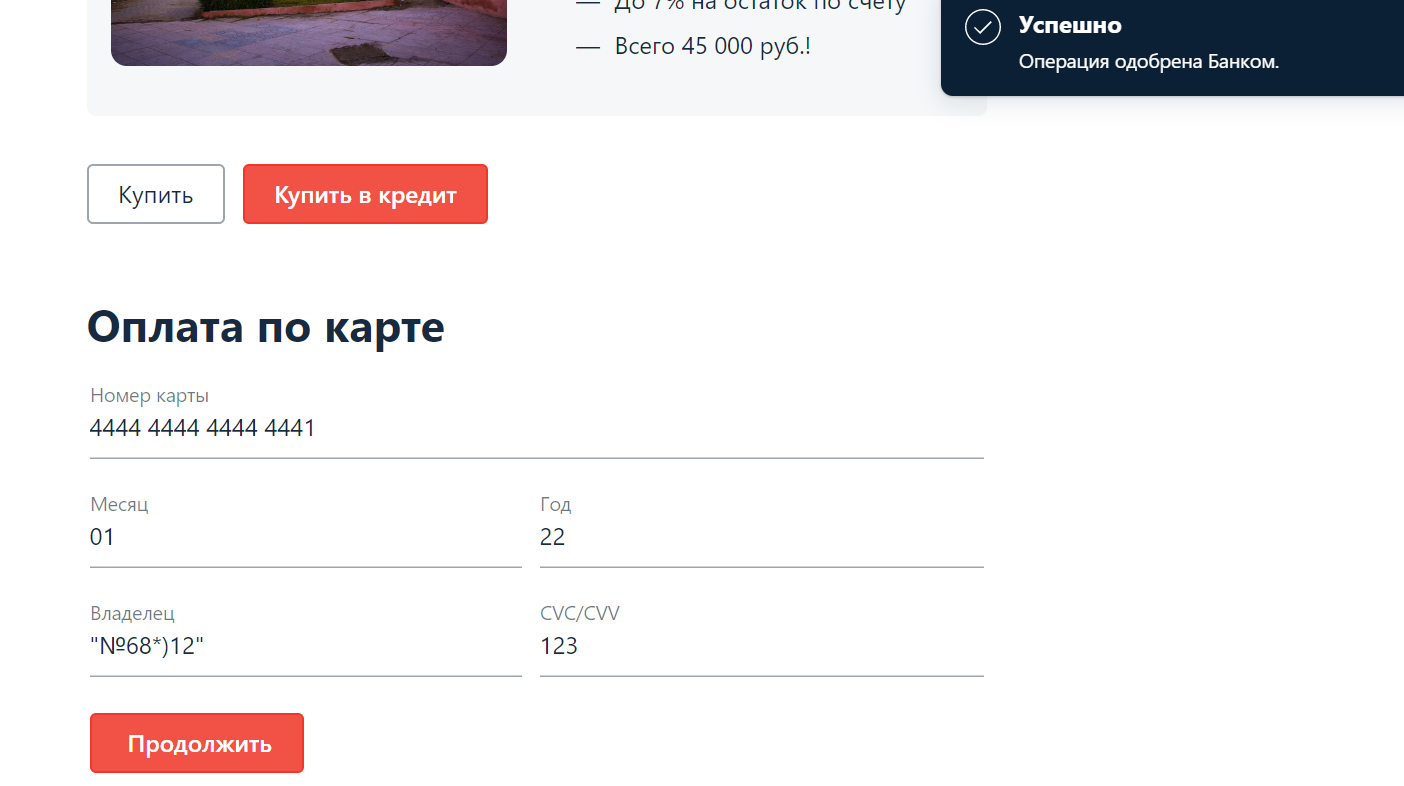 — До 7% на остаток по счёту
— Всего 45 000 руб.!
Успешно
Операция одобрена Банком.
Купить
Купить в кредит
Оплата по карте
Номер карты
4444 4444 4444 4441
Месяц
01
Год
22
Владелец
"№68*)12"
CVC/CVV
123
Продолжить